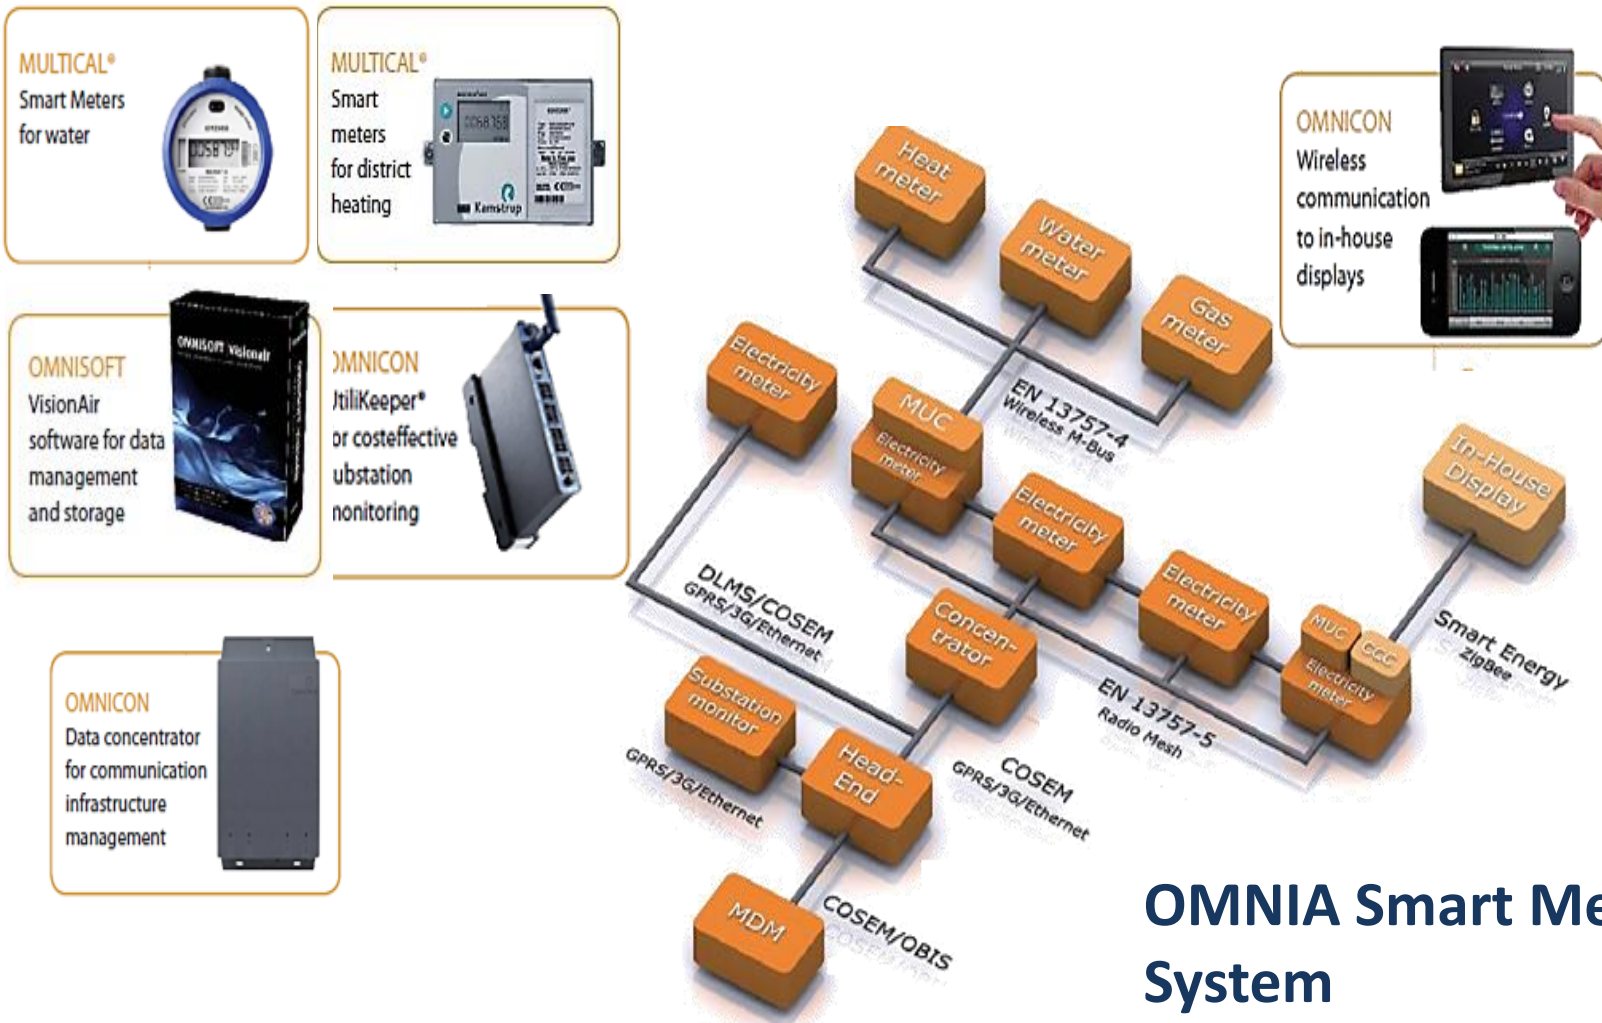 MULTICAL®
Smart Meters
for water
MULTICAL®
Smart
meters
for district
heating
Kamstrup
OMNISOFT
VisionAir
software for data
management
and storage
OMNISOFT Visionair
OMNICON
UtiliKeeper®
or costeffective
ubstation
nonitoring
OMNICON
Data concentrator
for communication
infrastructure
management
OMNICON
Wireless
communication
to in-house
displays
Heat
meter
Water
meter
Gas
meter
Electricity
meter
MUC
Electricity
meter
EN 13757-4
Wireless M-Bus
Electricity
meter
Electricity
meter
In-House
Display
MUC
CCC
Electricity
meter
Smart Energy
ZigBee
DLMS/COSEM
GPRS/3G/Ethernet
Concen-
trator
EN 13757-5
Radio Mesh
Substation
monitor
GPRS/3G/Ethernet
Head-
End
COSEM
GPRS/3G/Ethernet
MDM
COSEM/OBIS
OMNIA Smart Me
System